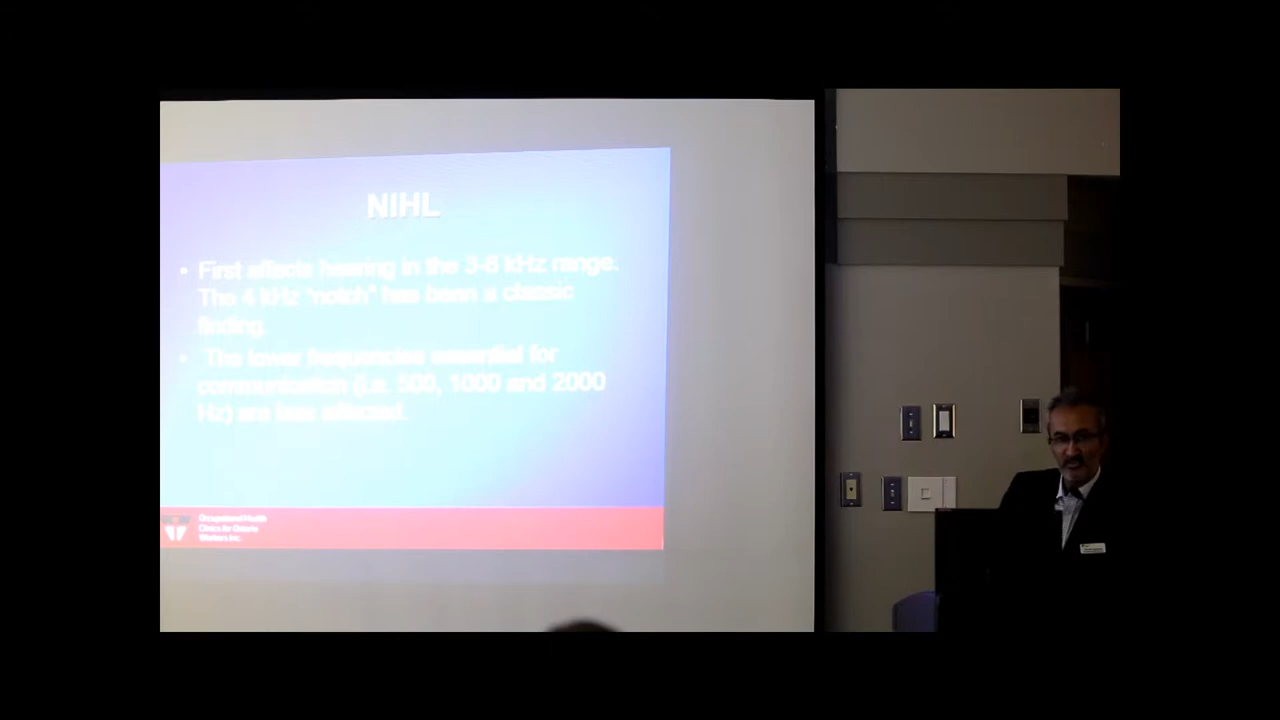 NIHL
• First affects hearing in the 3-6 kHz range.
The 4 kHz "notch" has been a classic
finding.
• The lower frequencies essential for
communication (i.e. 500, 1000 and 2000
Hz) are less affected.
Occupational Health
Clinics for Ontario
Workers Inc.